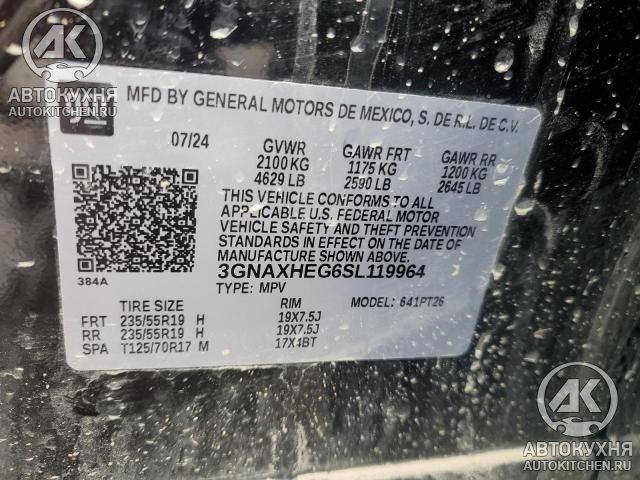 АВТОКУХНЯ
AUTOKITCHEN.RU
MFD BY GENERAL MOTORS DE MEXICO, S. DE R.L. DE C.V.
07/24
GVWR GAWR FRT GAWR RR
2100 KG 1175 KG 1200 KG
4629 LB 2590 LB 2645 LB
THIS VEHICLE CONFORMS TO ALL
APPLICABLE U.S. FEDERAL MOTOR
VEHICLE SAFETY AND THEFT PREVENTION
STANDARDS IN EFFECT ON THE DATE OF
MANUFACTURE SHOWN ABOVE.
3GNAXHEG6SL119964
384A
TYPE: MPV MODEL: 641PT26
TIRE SIZE RIM
FRT 235/55R19 H 19X7.5J
RR 235/55R19 H 19X7.5J
SPA T125/70R17 M 17X4BT
АК
АВТОКУХНЯ
AUTOKITCHEN.RU